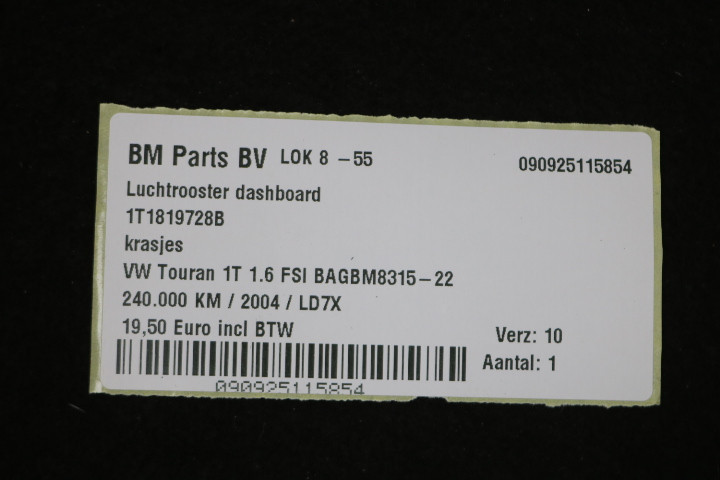 BM Parts BV LOK 8 -55 090925115854
Luchtrooster dashboard
1T1819728B
krasjes
VW Touran 1T 1.6 FSI BAGBM8315-22
240.000 KM / 2004 / LD7X
19,50 Euro incl BTW
Verz: 10
Aantal: 1
090925115854